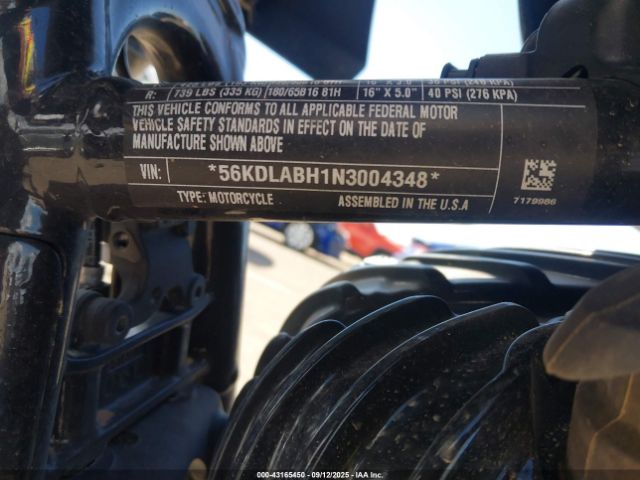 R: 739 LBS (335 KG) 180/65B16 81H 16" X 5.0" 40 PSI (276 KPA)
THIS VEHICLE CONFORMS TO ALL APPLICABLE FEDERAL MOTOR
VEHICLE SAFETY STANDARDS IN EFFECT ON THE DATE OF
MANUFACTURE SHOWN ABOVE
VIN: *56KDLABH1N3004348*
TYPE: MOTORCYCLE ASSEMBLED IN THE U.S.A
7179986
000-43165450 - 09/12/2025 - IAA Inc.